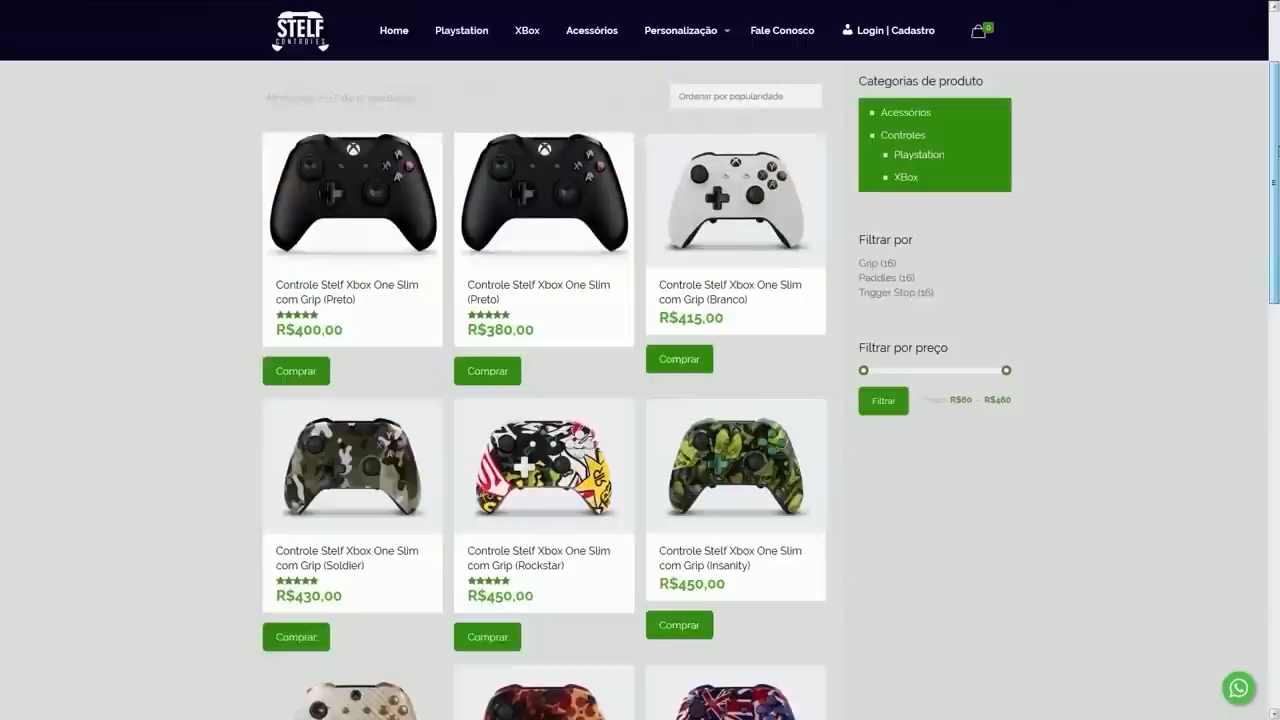 STELF
CONTROLES
Home
Playstation
XBox
Acessórios
Personalização
Fale Conosco
Login | Cadastro
0
Ordenar por popularidade
Categorias de produto
Acessórios
Controles
Playstation
XBox
Filtrar por
Grip (16)
Paddles (16)
Trigger Stop (16)
Filtrar por preço
Filtrar
R$60 — R$460
Controle Stelf Xbox One Slim
com Grip (Preto)
R$400,00
Comprar
Controle Stelf Xbox One Slim
(Preto)
R$380,00
Comprar
Controle Stelf Xbox One Slim
com Grip (Branco)
R$415,00
Comprar
Controle Stelf Xbox One Slim
com Grip (Soldier)
R$430,00
Comprar
Controle Stelf Xbox One Slim
com Grip (Rockstar)
R$450,00
Comprar
Controle Stelf Xbox One Slim
com Grip (Insanity)
R$450,00
Comprar